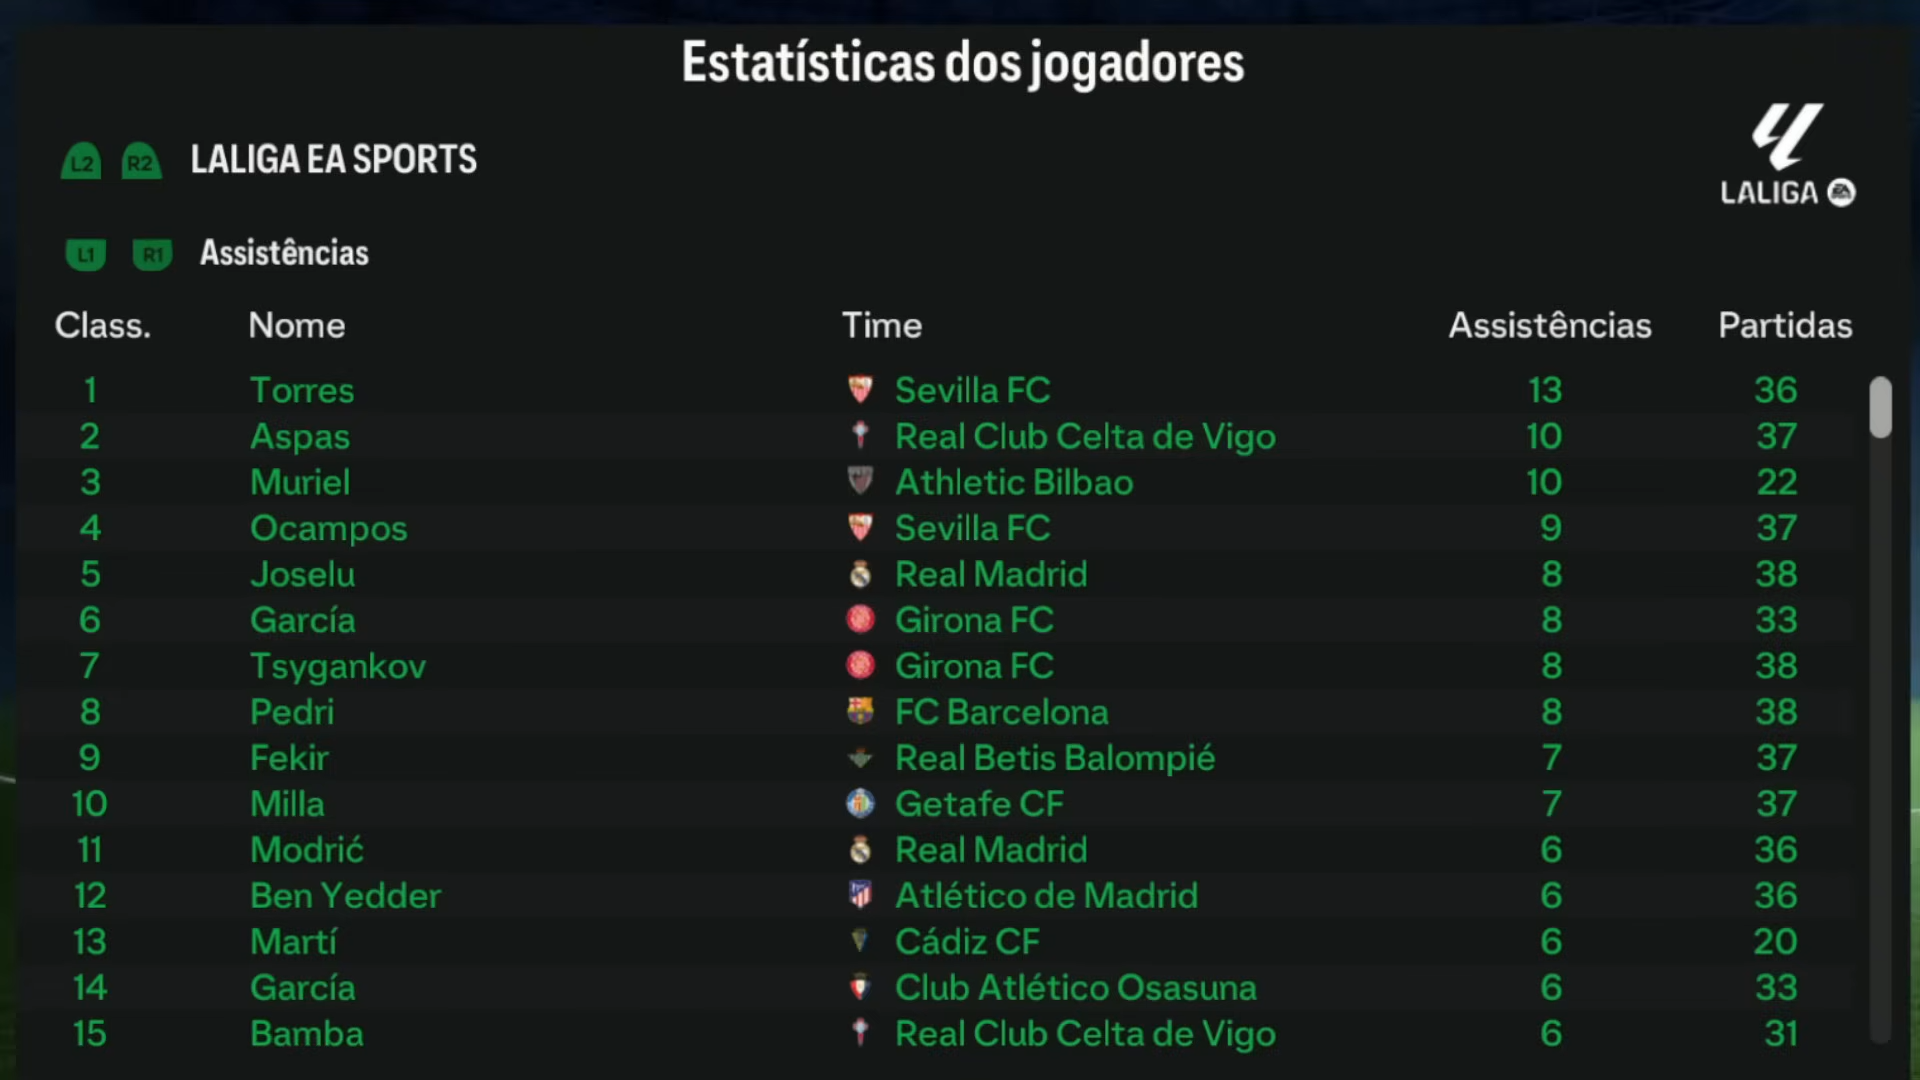 Estatísticas dos jogadores
L2 R2 LALIGA EA SPORTS
LALIGA EA
L1 R1 Assistências
Class. Nome Time Assistências Partidas
1 Torres Sevilla FC 13 36
2 Aspas Real Club Celta de Vigo 10 37
3 Muriel Athletic Bilbao 10 22
4 Ocampos Sevilla FC 9 37
5 Joselu Real Madrid 8 38
6 García Girona FC 8 33
7 Tsygankov Girona FC 8 38
8 Pedri FC Barcelona 8 38
9 Fekir Real Betis Balompié 7 37
10 Milla Getafe CF 7 37
11 Modrić Real Madrid 6 36
12 Ben Yedder Atlético de Madrid 6 36
13 Martí Cádiz CF 6 20
14 García Club Atlético Osasuna 6 33
15 Bamba Real Club Celta de Vigo 6 31